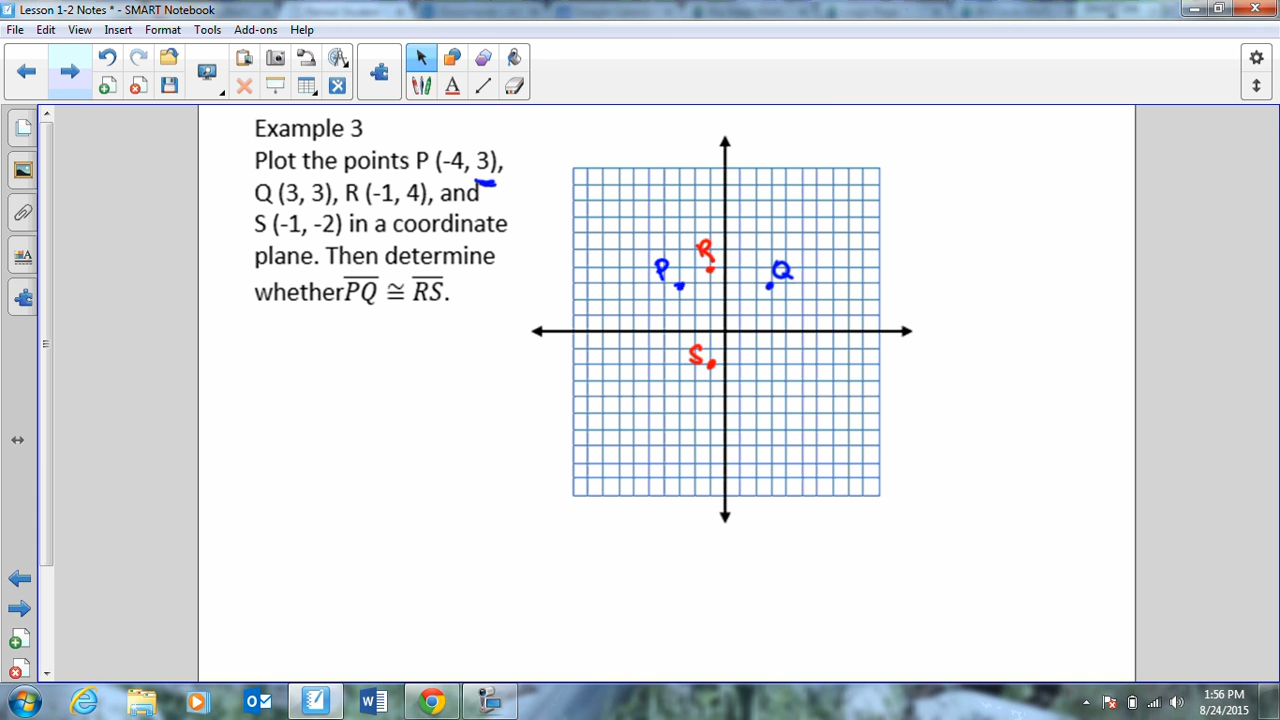 Lesson 1-2 Notes * - SMART Notebook
File Edit View Insert Format Tools Add-ons Help
Example 3
Plot the points P (-4, 3),
Q (3, 3), R (-1, 4), and
S (-1, -2) in a coordinate
plane. Then determine
whether P̅Q̅ ≅ R̅S̅.
R
P
Q
S
1:56 PM
8/24/2015